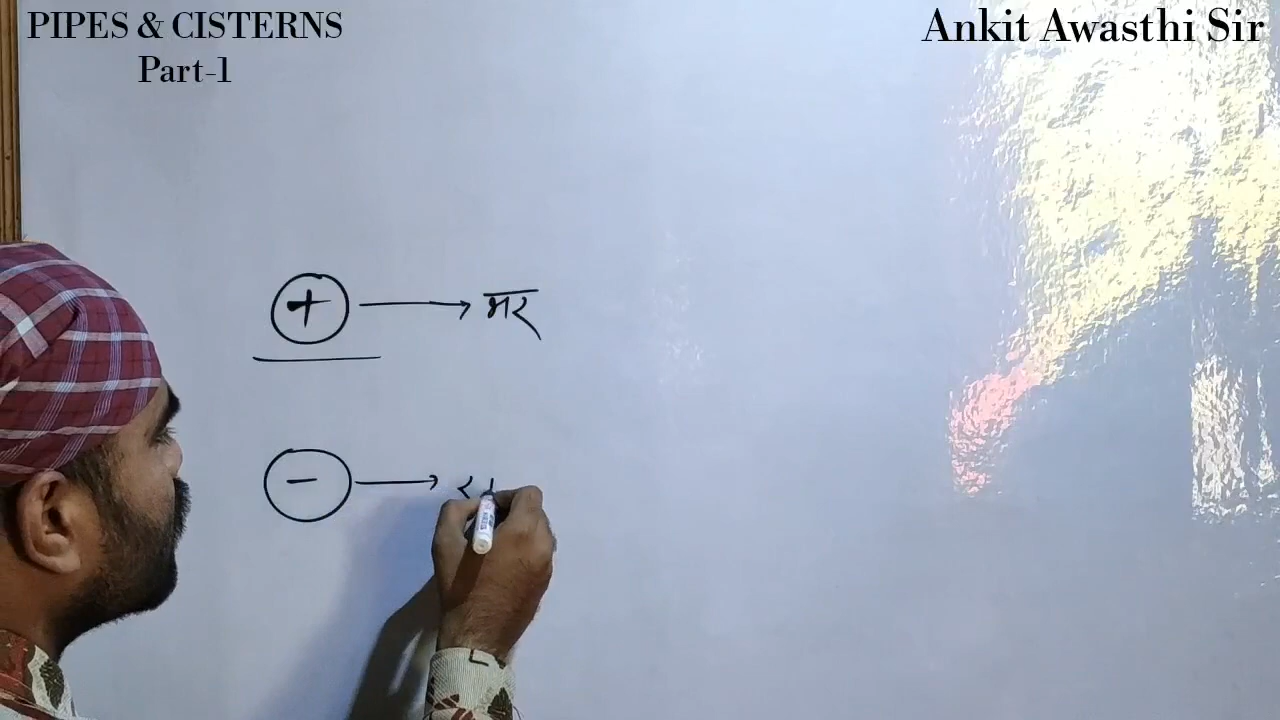 PIPES & CISTERNS
Part-1
Ankit Awasthi Sir
+ → भर
- →